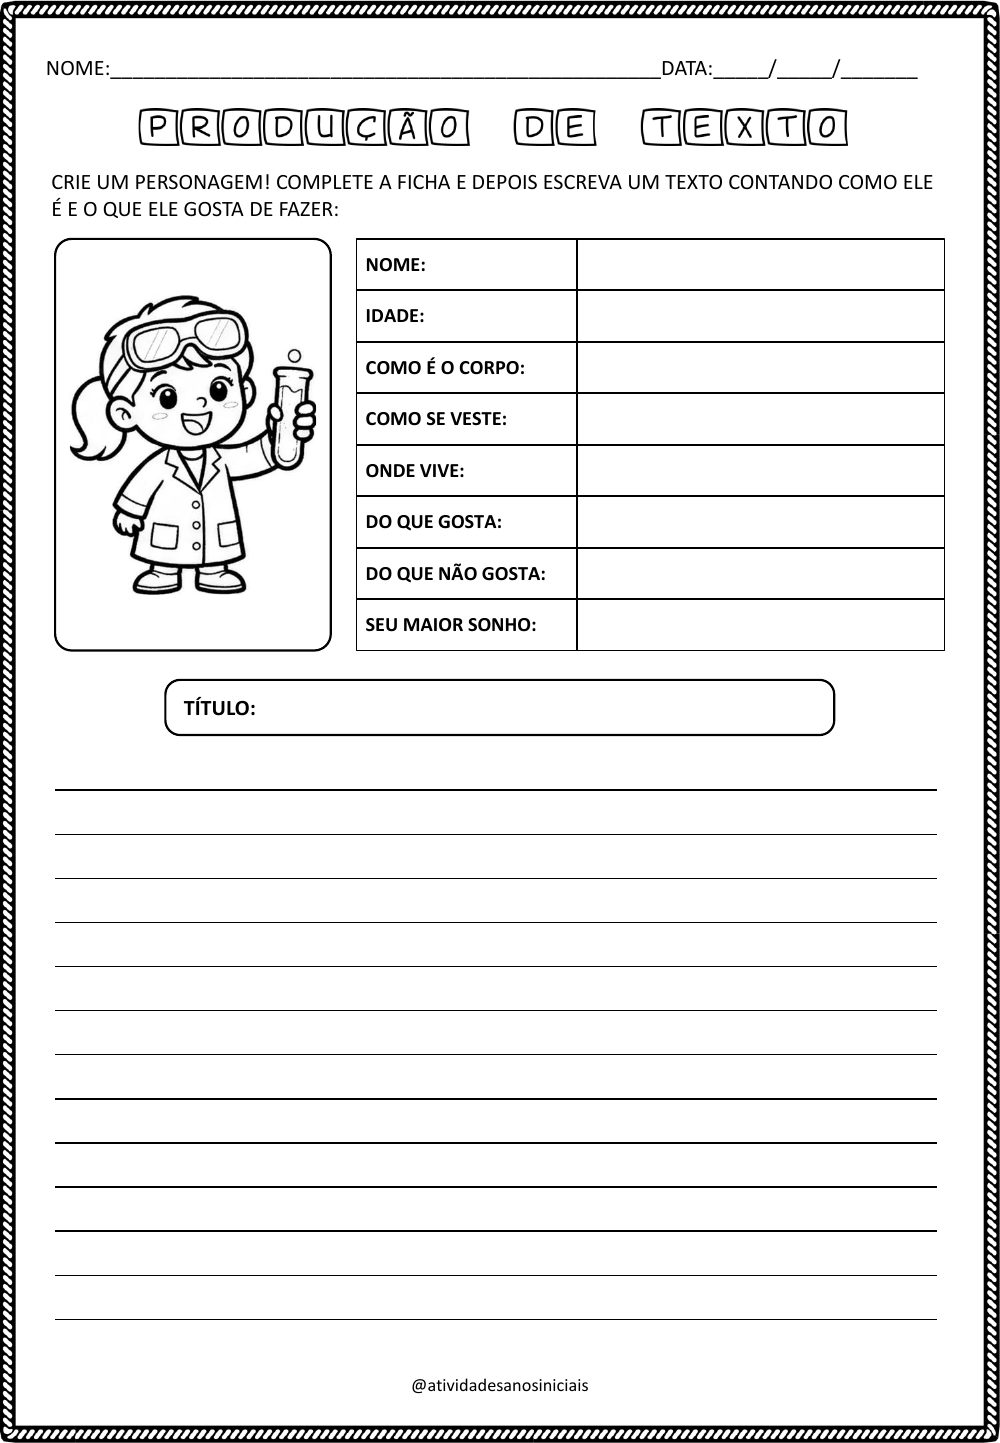 NOME:__________________________________________________DATA:_____/_____/_______
PRODUÇÃO DE TEXTO
CRIE UM PERSONAGEM! COMPLETE A FICHA E DEPOIS ESCREVA UM TEXTO CONTANDO COMO ELE
É E O QUE ELE GOSTA DE FAZER:
NOME:
IDADE:
COMO É O CORPO:
COMO SE VESTE:
ONDE VIVE:
DO QUE GOSTA:
DO QUE NÃO GOSTA:
SEU MAIOR SONHO:
TÍTULO:
@atividadesanosiniciais